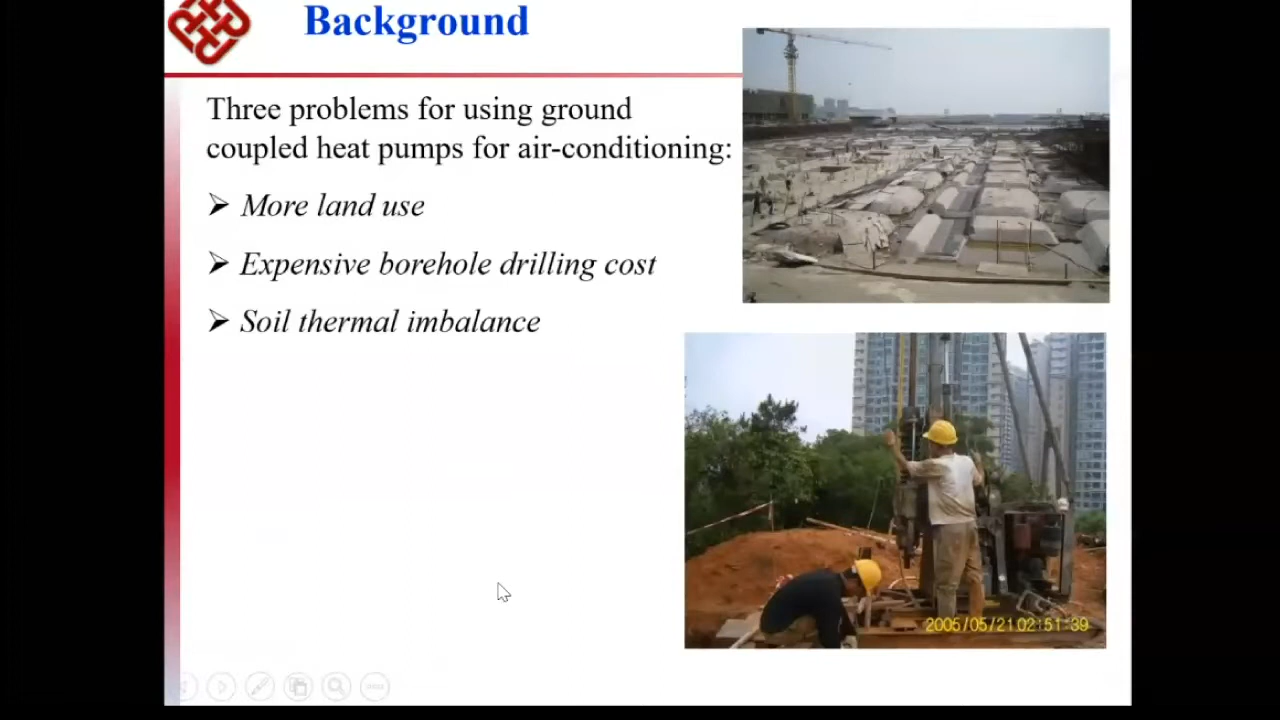 Background
Three problems for using ground
coupled heat pumps for air-conditioning:
More land use
Expensive borehole drilling cost
Soil thermal imbalance
2005/05/21 02:51:39